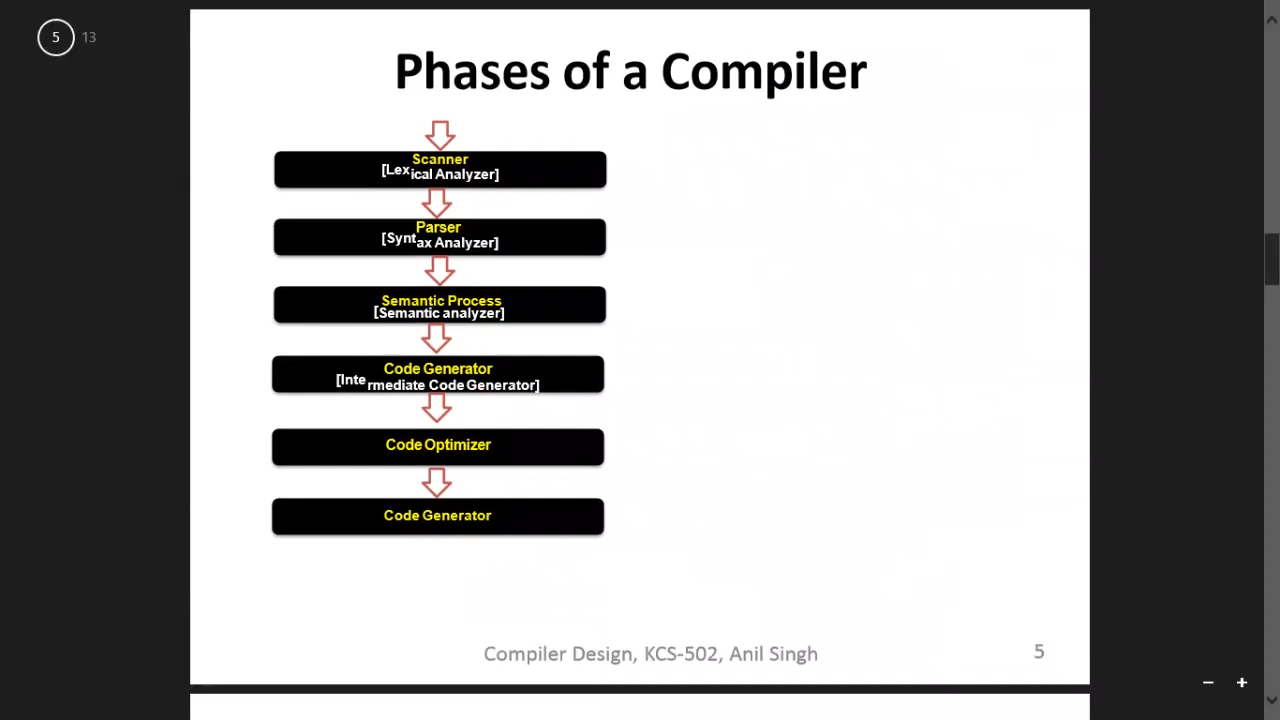 5 13
Phases of a Compiler
Scanner
[Lexical Analyzer]
Parser
[Syntax Analyzer]
Semantic Process
[Semantic analyzer]
Code Generator
[Intermediate Code Generator]
Code Optimizer
Code Generator
Compiler Design, KCS-502, Anil Singh
5